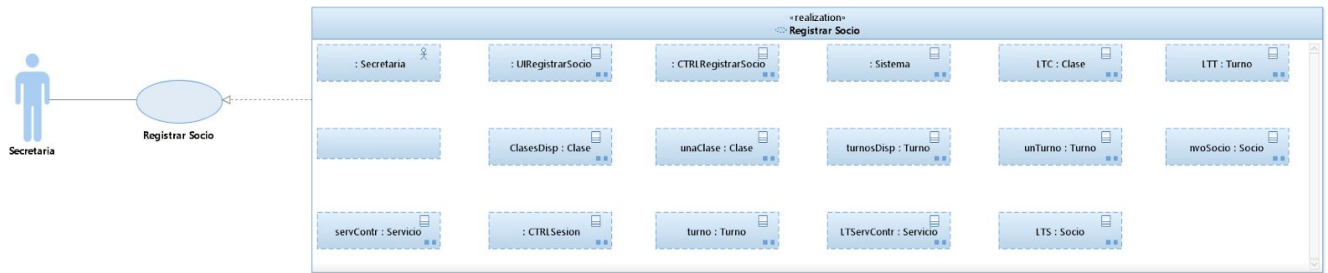 «realization»
Registrar Socio
: Secretaria
: UIRegistrarSocio
: CTRLRegistrarSocio
: Sistema
LTC : Clase
LTT : Turno
Secretaria
Registrar Socio
ClasesDisp : Clase
unaClase : Clase
turnosDisp : Turno
unTurno : Turno
nvoSocio : Socio
servContr : Servicio
: CTRLSesion
turno : Turno
LTServContr : Servicio
LTS : Socio